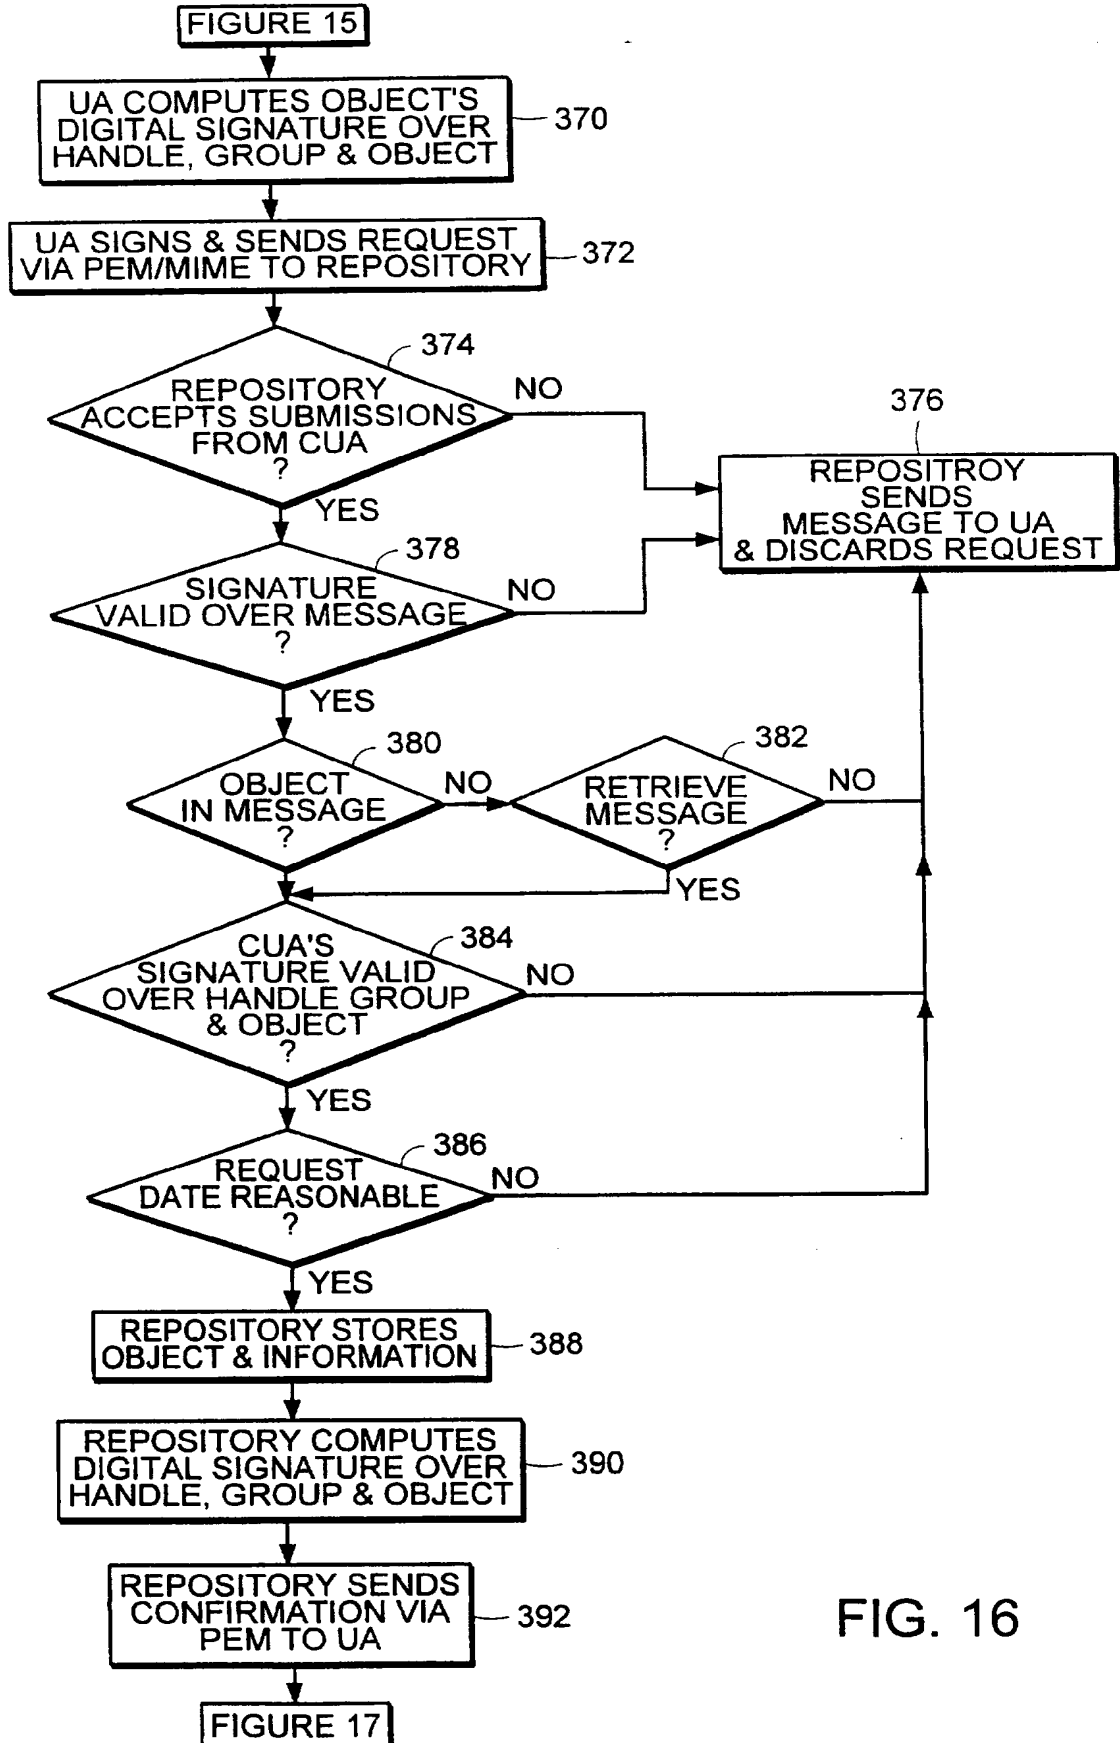 FIGURE 15
UA COMPUTES OBJECT'S
DIGITAL SIGNATURE OVER
HANDLE, GROUP & OBJECT
370
UA SIGNS & SENDS REQUEST
VIA PEM/MIME TO REPOSITORY
372
374
REPOSITORY
ACCEPTS SUBMISSIONS
FROM CUA
?
NO
YES
376
REPOSITROY
SENDS
MESSAGE TO UA
& DISCARDS REQUEST
378
SIGNATURE
VALID OVER MESSAGE
?
NO
YES
380
OBJECT
IN MESSAGE
?
NO
382
RETRIEVE
MESSAGE
?
NO
YES
384
CUA'S
SIGNATURE VALID
OVER HANDLE GROUP
& OBJECT
?
NO
YES
386
REQUEST
DATE REASONABLE
?
NO
YES
REPOSITORY STORES
OBJECT & INFORMATION
388
REPOSITORY COMPUTES
DIGITAL SIGNATURE OVER
HANDLE, GROUP & OBJECT
390
REPOSITORY SENDS
CONFIRMATION VIA
PEM TO UA
392
FIGURE 17
FIG. 16